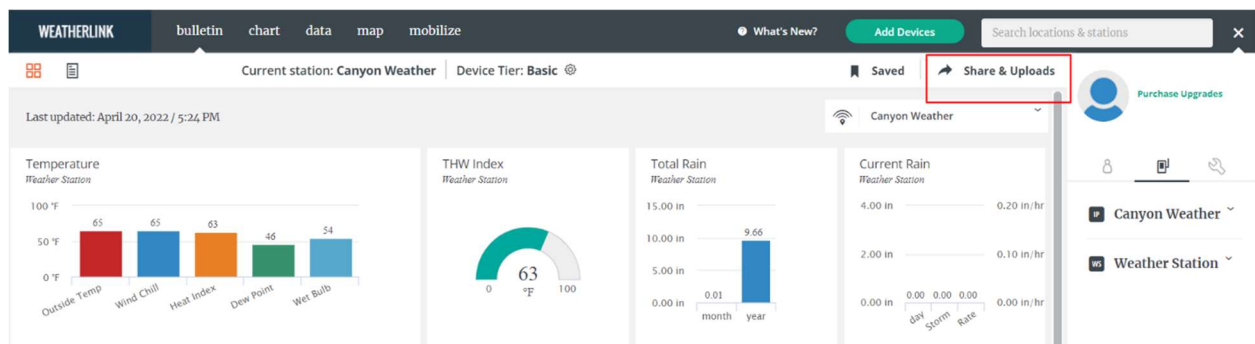 WEATHERLINK bulletin chart data map mobilize ? What's New? Add Devices Search locations & stations
Current station: Canyon Weather Device Tier: Basic Saved Share & Uploads
Purchase Upgrades
Last updated: April 20, 2022 / 5:24 PM Canyon Weather
Temperature
Weather Station
100 °F
50 °F
0 °F
65 65 63 46 54
Outside Temp Wind Chill Heat Index Dew Point Wet Bulb
THW Index
Weather Station
63
°F
0 100
Total Rain
Weather Station
15.00 in
10.00 in
5.00 in
0.00 in
0.01 9.66
month year
Current Rain
Weather Station
4.00 in 0.20 in/hr
2.00 in 0.10 in/hr
0.00 in 0.00 0.00 0.00 0.00 in/hr
day Storm Rate
IP Canyon Weather
WS Weather Station